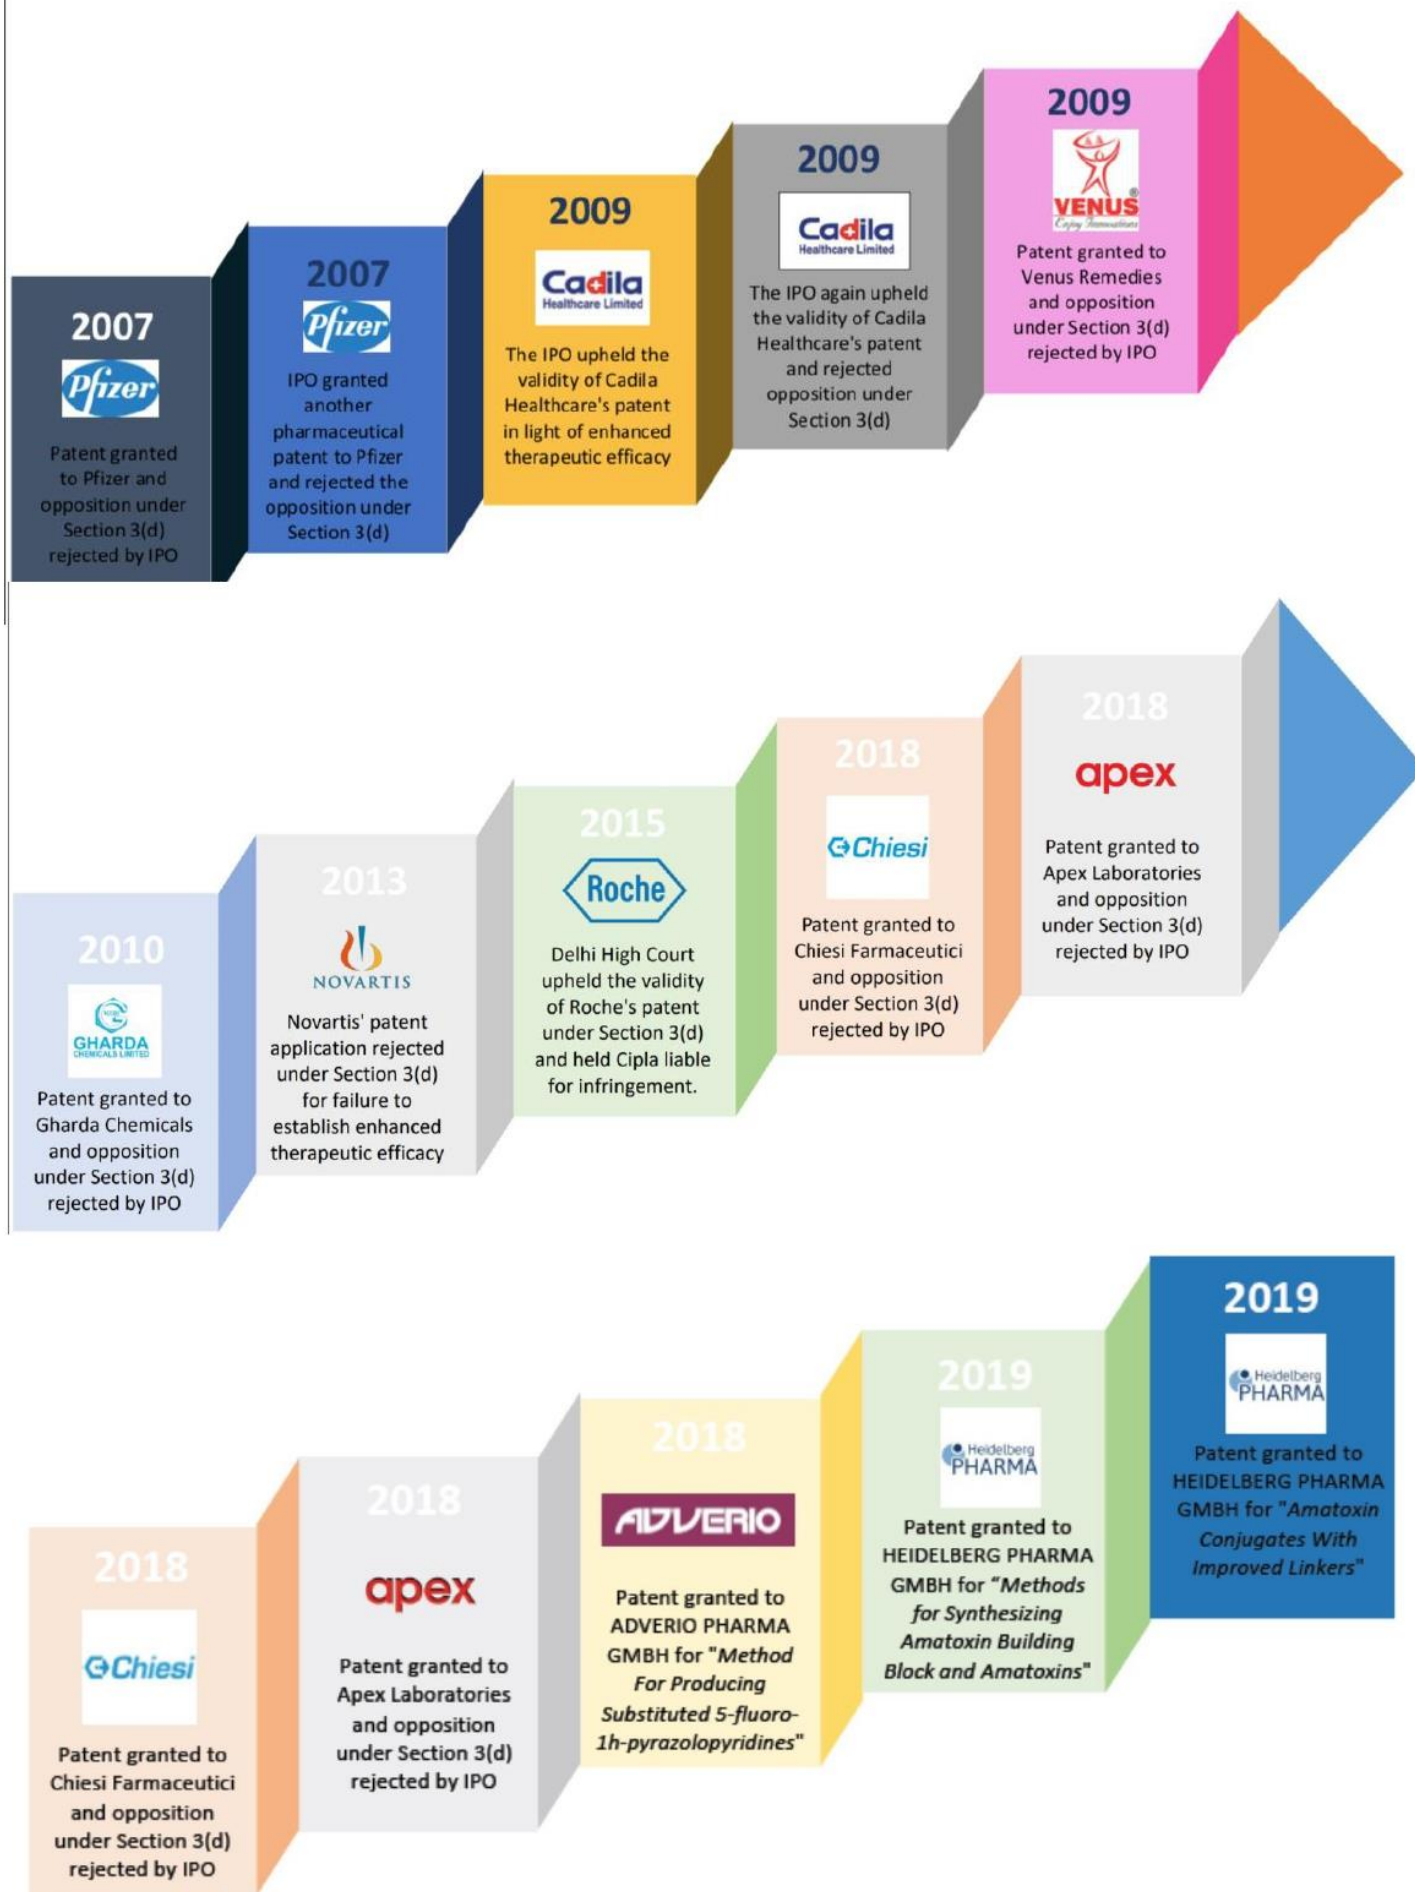 2007
Pfizer
Patent granted
to Pfizer and
opposition under
Section 3(d)
rejected by IPO
2007
Pfizer
IPO granted
another
pharmaceutical
patent to Pfizer
and rejected the
opposition under
Section 3(d)
2009
Cadila
Healthcare Limited
The IPO upheld the
validity of Cadila
Healthcare's patent
in light of enhanced
therapeutic efficacy
2009
Cadila
Healthcare Limited
The IPO again upheld
the validity of Cadila
Healthcare's patent
and rejected
opposition under
Section 3(d)
2009
VENUS
®
Enjoy Innovations
Patent granted to
Venus Remedies
and opposition
under Section 3(d)
rejected by IPO
2010
GHARDA
CHEMICALS LIMITED
Patent granted to
Gharda Chemicals
and opposition
under Section 3(d)
rejected by IPO
2013
NOVARTIS
Novartis' patent
application rejected
under Section 3(d)
for failure to
establish enhanced
therapeutic efficacy
2015
Roche
Delhi High Court
upheld the validity
of Roche's patent
under Section 3(d)
and held Cipla liable
for infringement.
2018
Chiesi
Patent granted to
Chiesi Farmaceutici
and opposition
under Section 3(d)
rejected by IPO
2018
apex
Patent granted to
Apex Laboratories
and opposition
under Section 3(d)
rejected by IPO
2018
Chiesi
Patent granted to
Chiesi Farmaceutici
and opposition
under Section 3(d)
rejected by IPO
2018
apex
Patent granted to
Apex Laboratories
and opposition
under Section 3(d)
rejected by IPO
2018
ADVERIO
Patent granted to
ADVERIO PHARMA
GMBH for "Method
For Producing
Substituted 5-fluoro-
1h-pyrazolopyridines"
2019
Heidelberg
PHARMA
Patent granted to
HEIDELBERG PHARMA
GMBH for “Methods
for Synthesizing
Amatoxin Building
Block and Amatoxins"
2019
Heidelberg
PHARMA
Patent granted to
HEIDELBERG PHARMA
GMBH for "Amatoxin
Conjugates With
Improved Linkers"